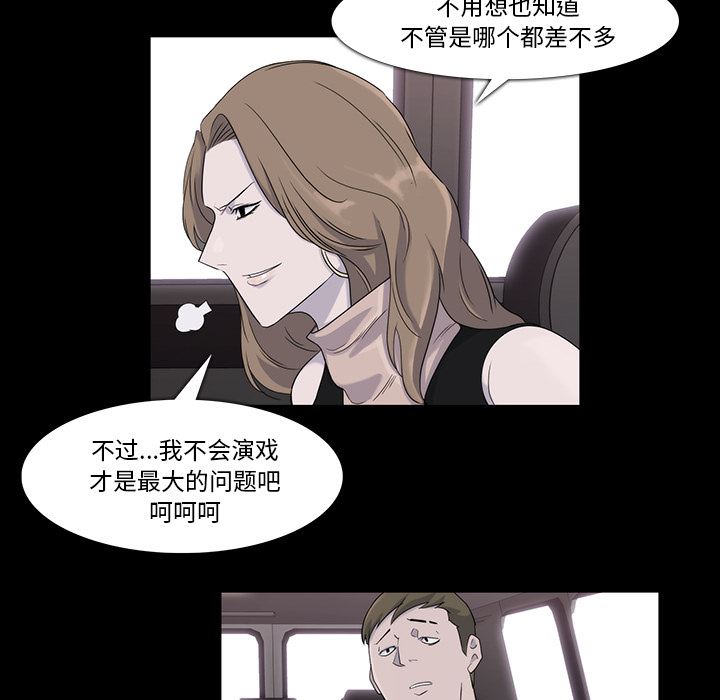 不用想也知道
不管是哪个都差不多
不过...我不会演戏
才是最大的问题吧
呵呵呵